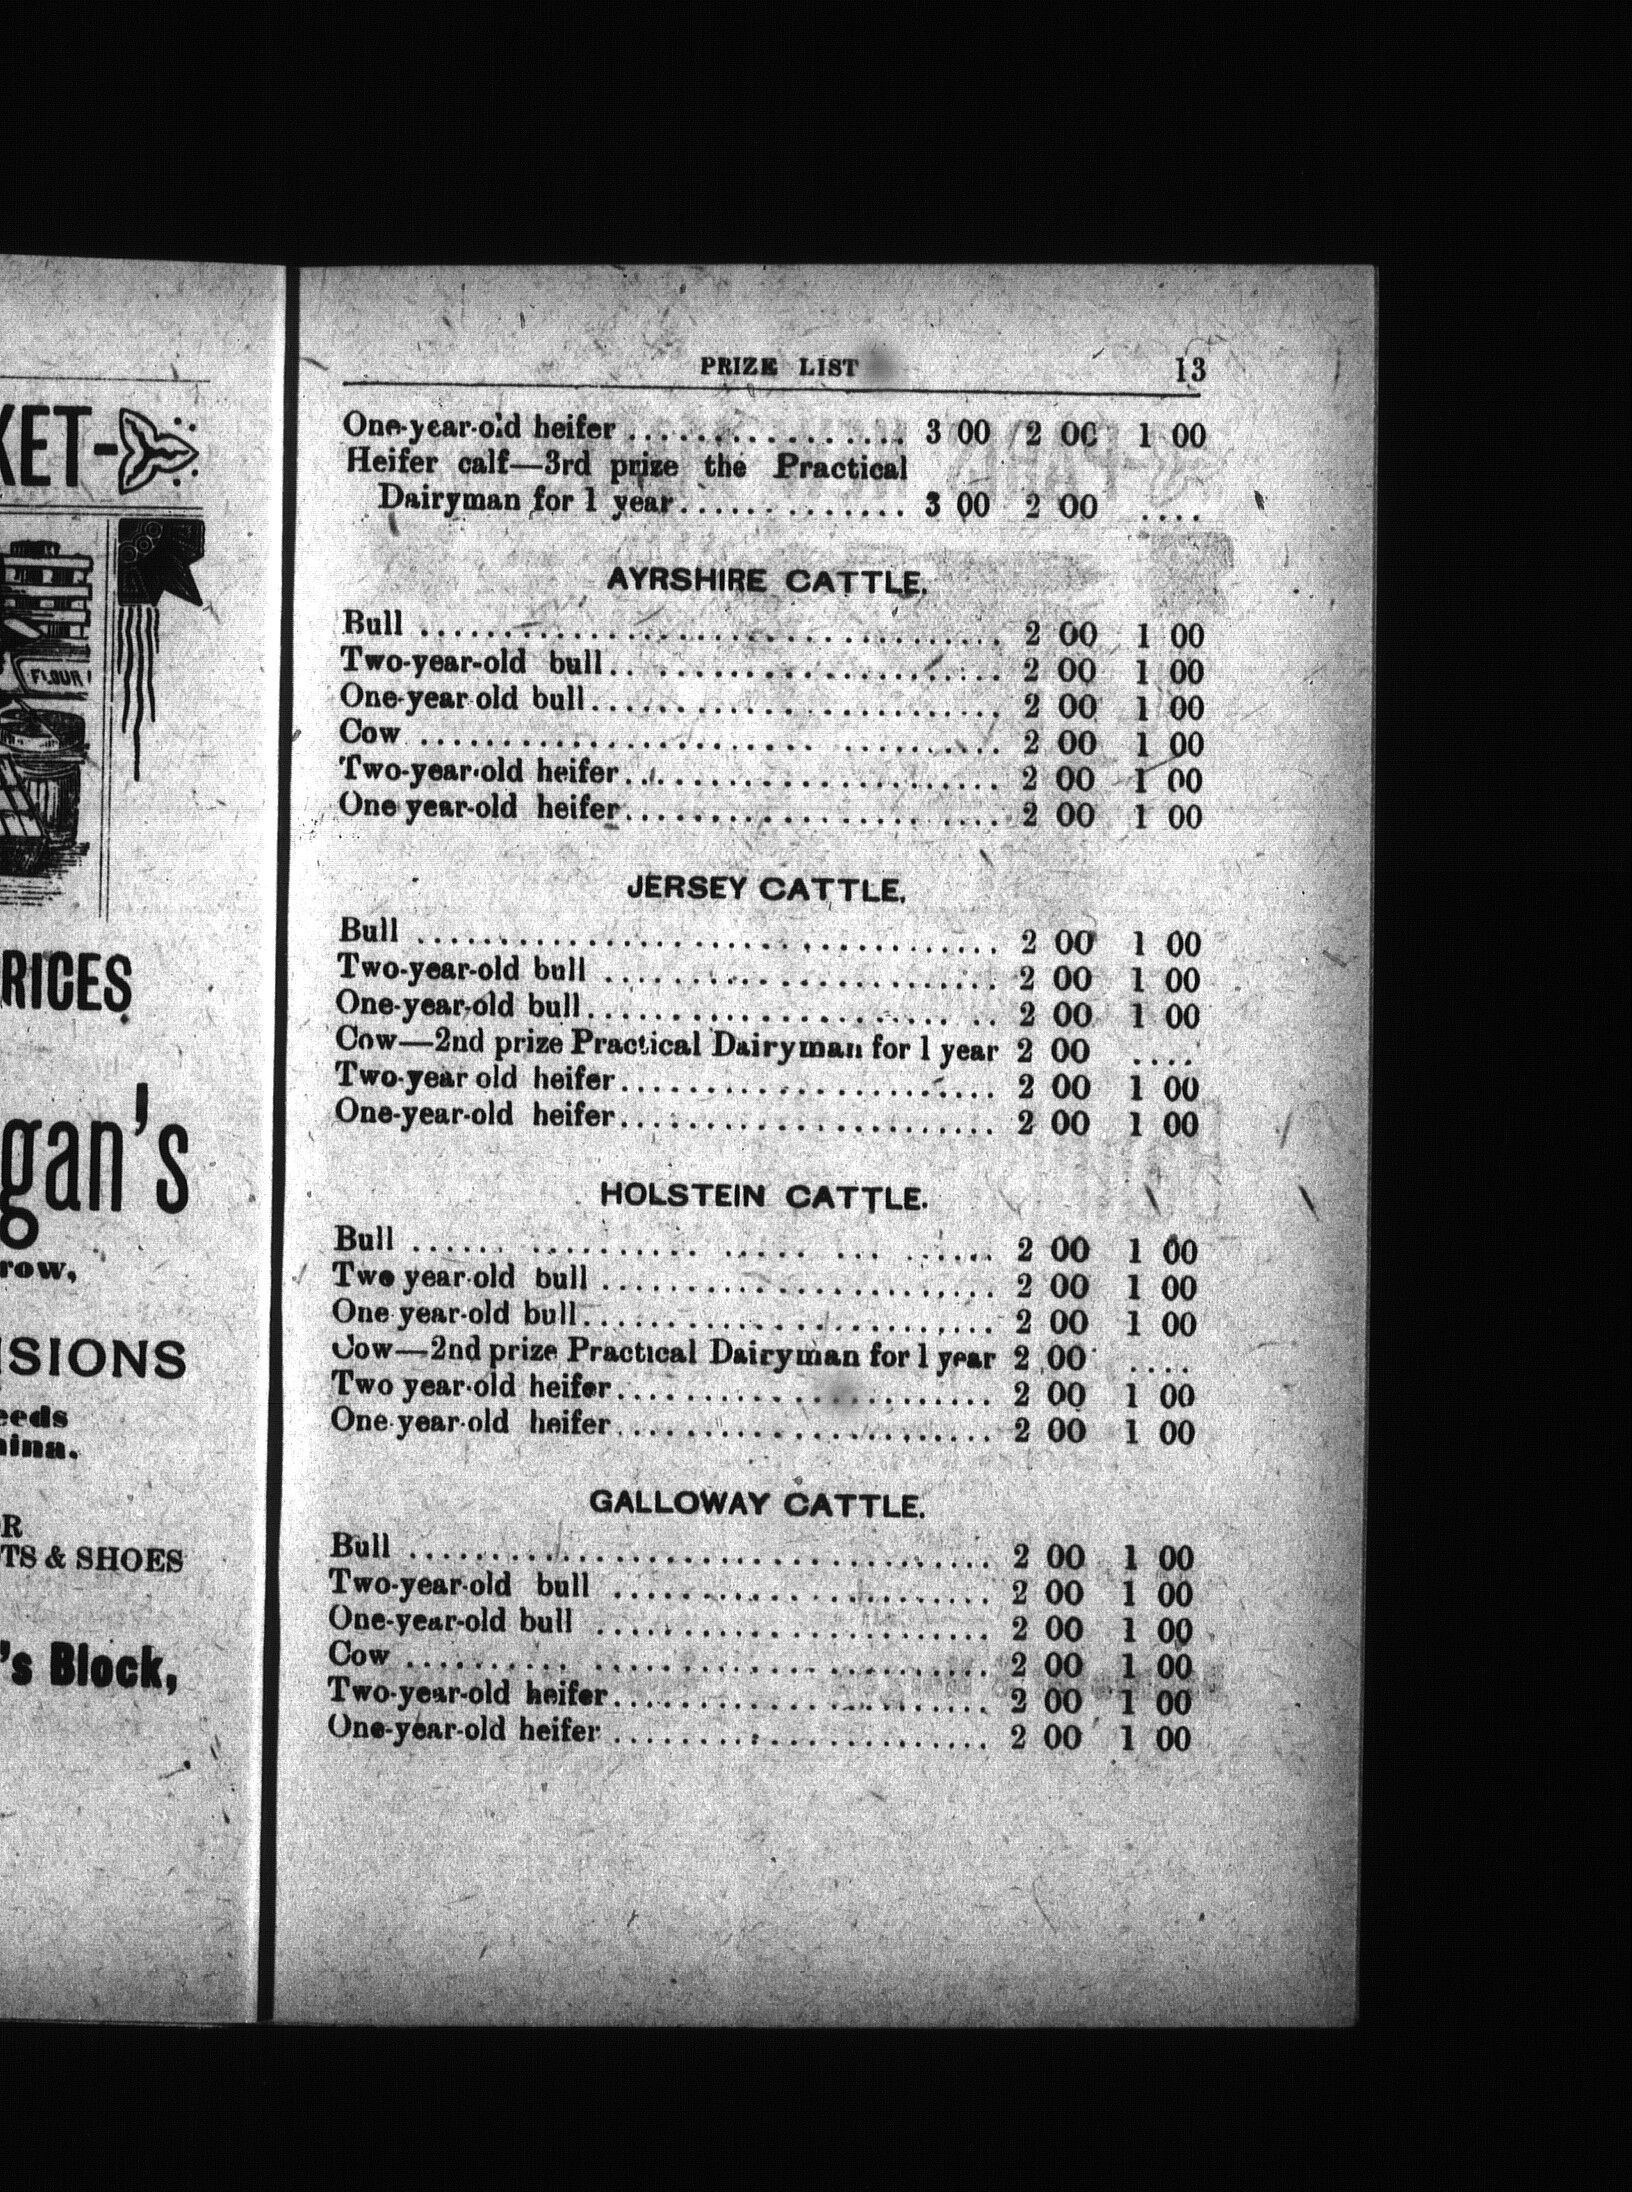 KET-
FLOUR
RICES
gan's
row,
SIONS
eeds
hina.
R
TS & SHOES
's Block,
PRIZE LIST 13
One-year-old heifer ................. 3 00 2 00 1 00
Heifer calf—3rd prize the Practical
Dairyman for 1 year.............. 3 00 2 00 ....
AYRSHIRE CATTLE.
Bull .................................... 2 00 1 00
Two-year-old bull........................ 2 00 1 00
One-year old bull......................... 2 00 1 00
Cow .................................... 2 00 1 00
Two-year-old heifer....................... 2 00 1 00
One year-old heifer....................... 2 00 1 00
JERSEY CATTLE.
Bull .................................... 2 00 1 00
Two-year-old bull ........................ 2 00 1 00
One-year-old bull......................... 2 00 1 00
Cow—2nd prize Practical Dairyman for 1 year 2 00 ....
Two-year old heifer....................... 2 00 1 00
One-year-old heifer....................... 2 00 1 00
HOLSTEIN CATTLE.
Bull .................................... 2 00 1 00
Two year-old bull ........................ 2 00 1 00
One year-old bull......................... 2 00 1 00
Cow—2nd prize Practical Dairyman for 1 year 2 00 ....
Two year-old heifer....................... 2 00 1 00
One-year-old heifer....................... 2 00 1 00
GALLOWAY CATTLE.
Bull .................................... 2 00 1 00
Two-year-old bull ....................... 2 00 1 00
One-year-old bull ........................ 2 00 1 00
Cow .................................... 2 00 1 00
Two-year-old heifer....................... 2 00 1 00
One-year-old heifer ....................... 2 00 1 00